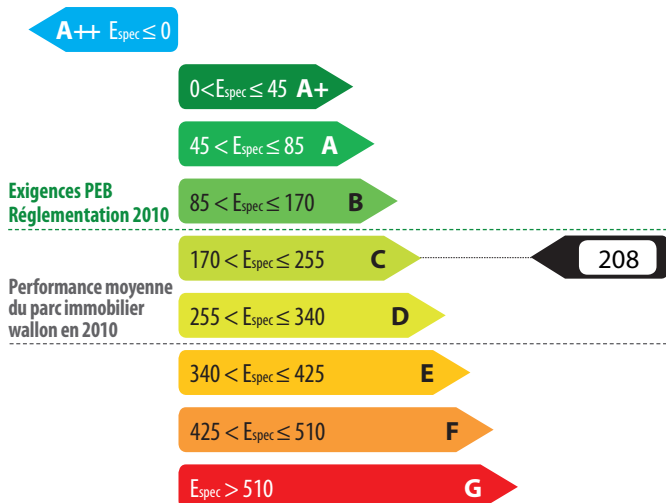 A++ Espec ≤ 0
0 < Espec ≤ 45 A+
45 < Espec ≤ 85 A
Exigences PEB
Réglementation 2010
85 < Espec ≤ 170 B
170 < Espec ≤ 255 C
208
Performance moyenne
du parc immobilier
wallon en 2010
255 < Espec ≤ 340 D
340 < Espec ≤ 425 E
425 < Espec ≤ 510 F
Espec > 510 G